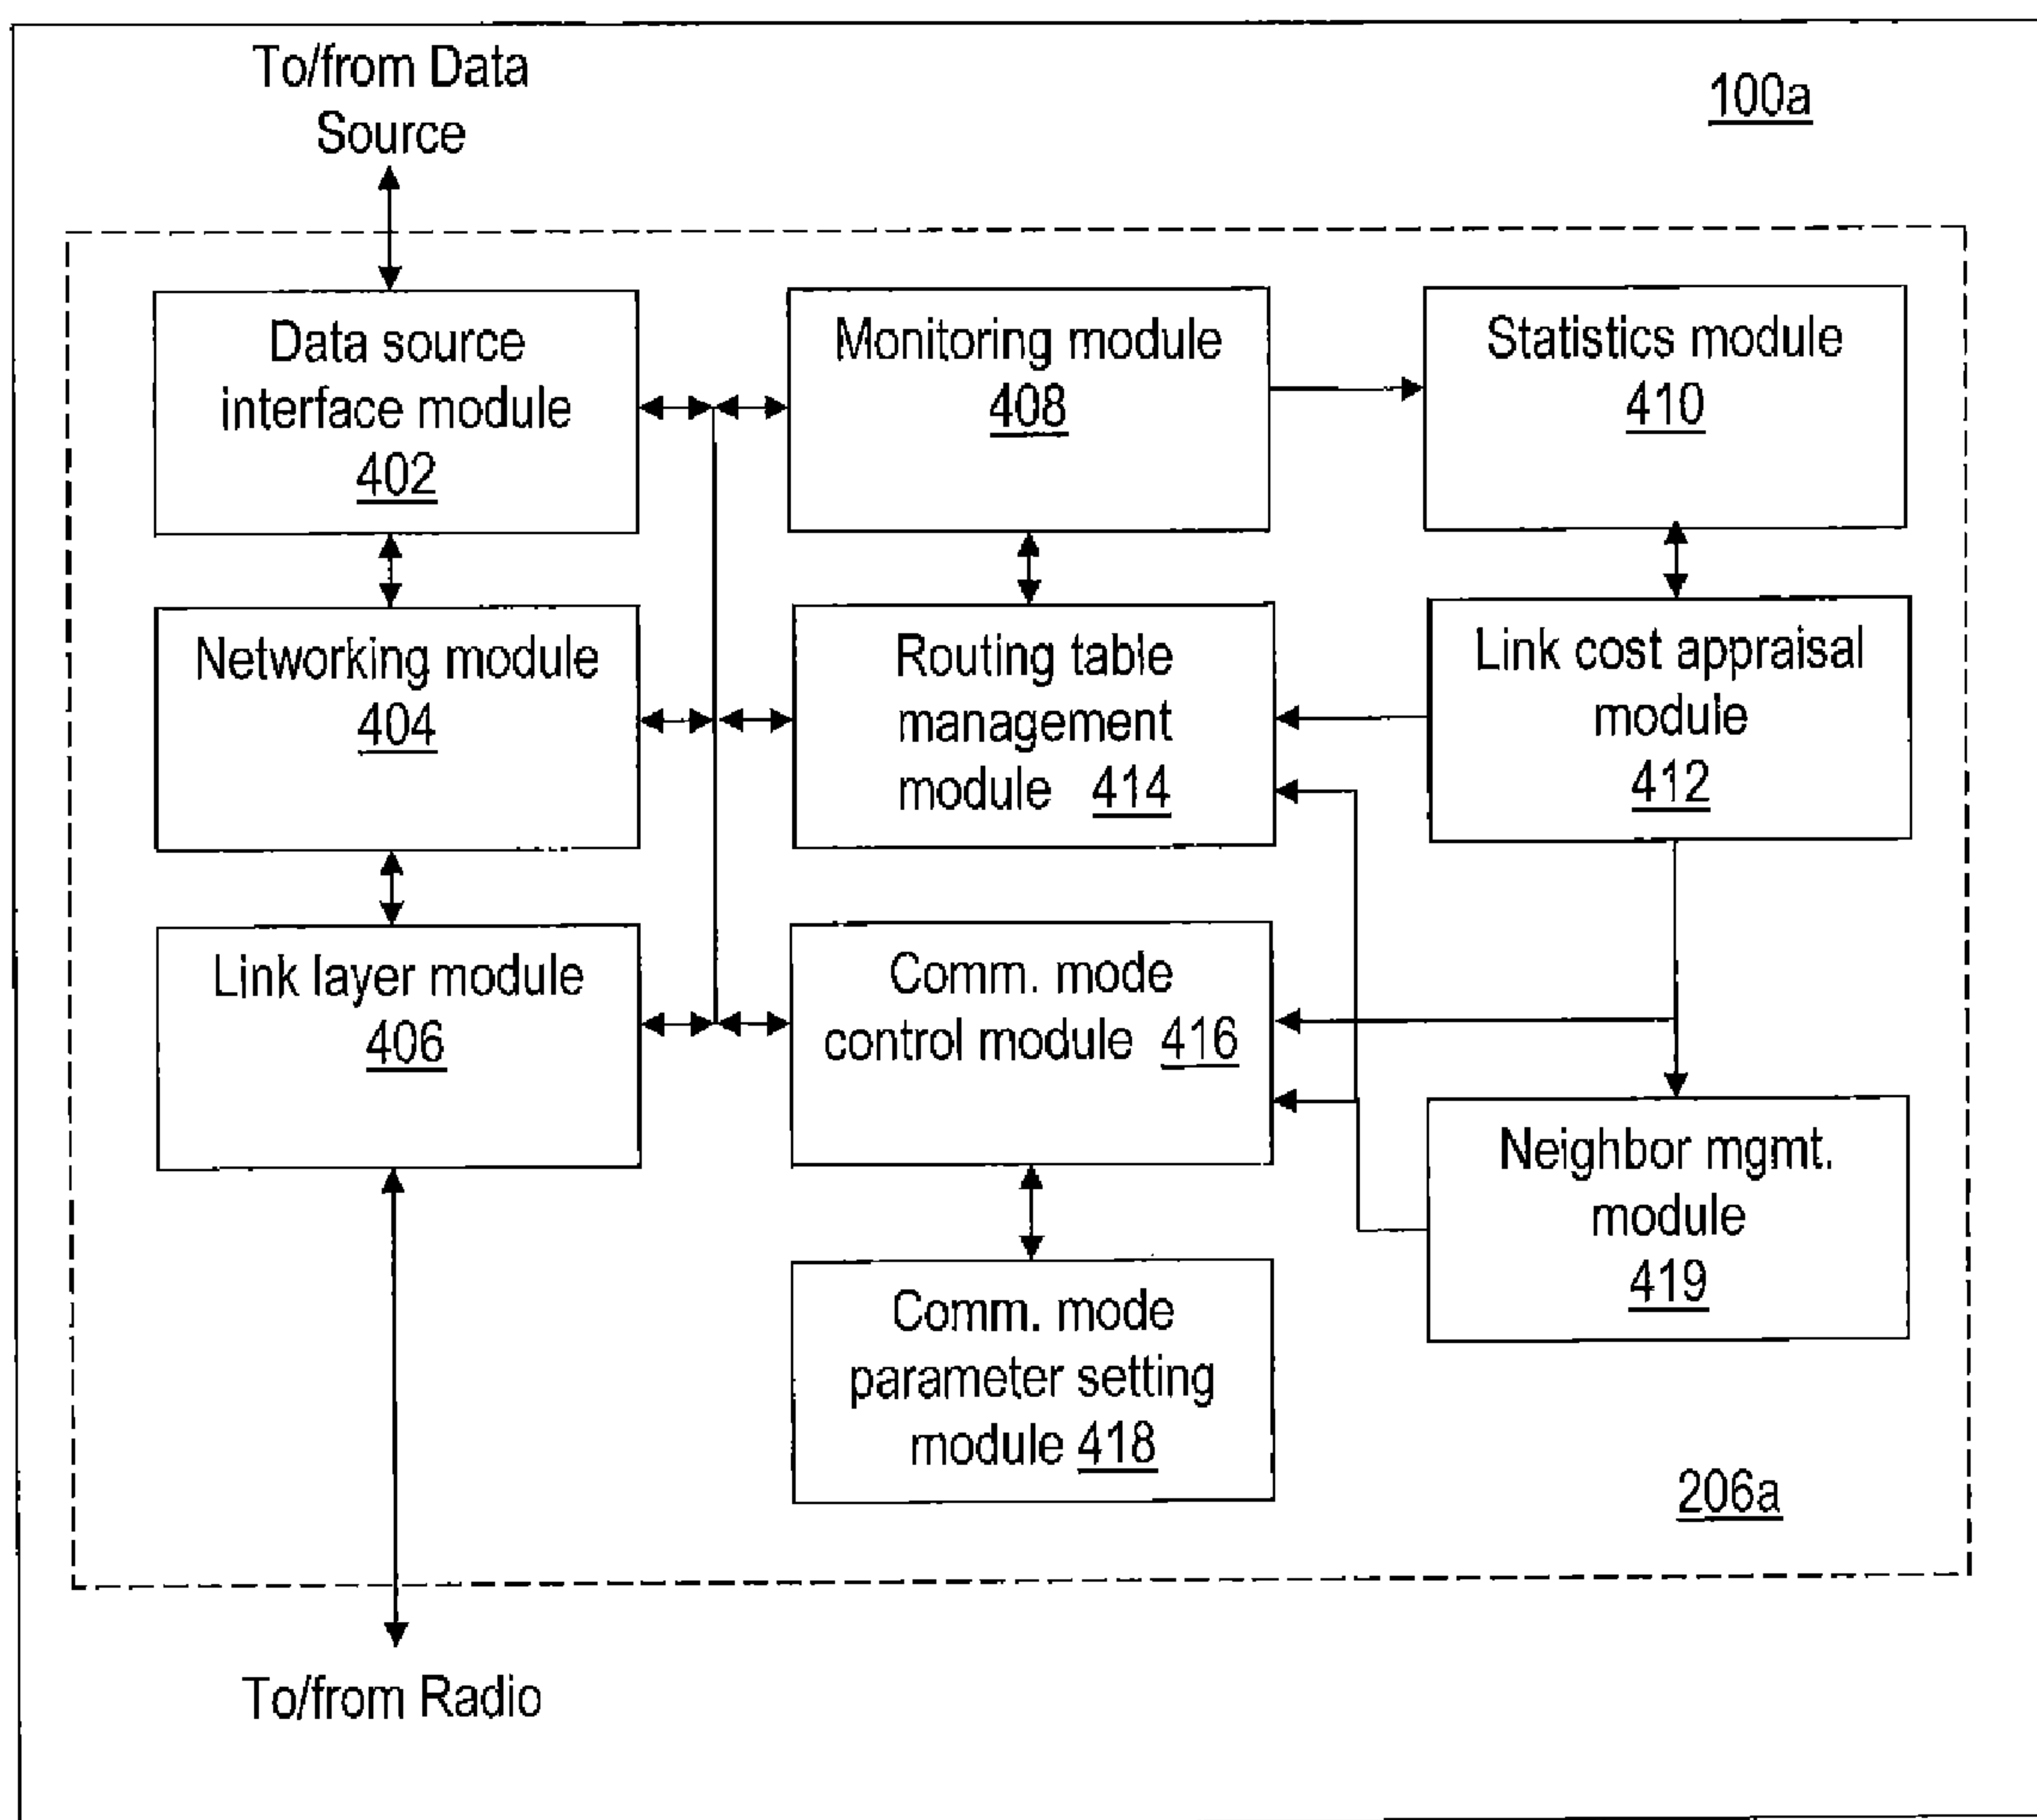 To/from Data
Source
100a
Data source
interface module
402
Monitoring module
408
Statistics module
410
Networking module
404
Routing table
management
module 414
Link cost appraisal
module
412
Link layer module
406
Comm. mode
control module 416
Neighbor mgmt.
module
419
Comm. mode
parameter setting
module 418
206a
To/from Radio